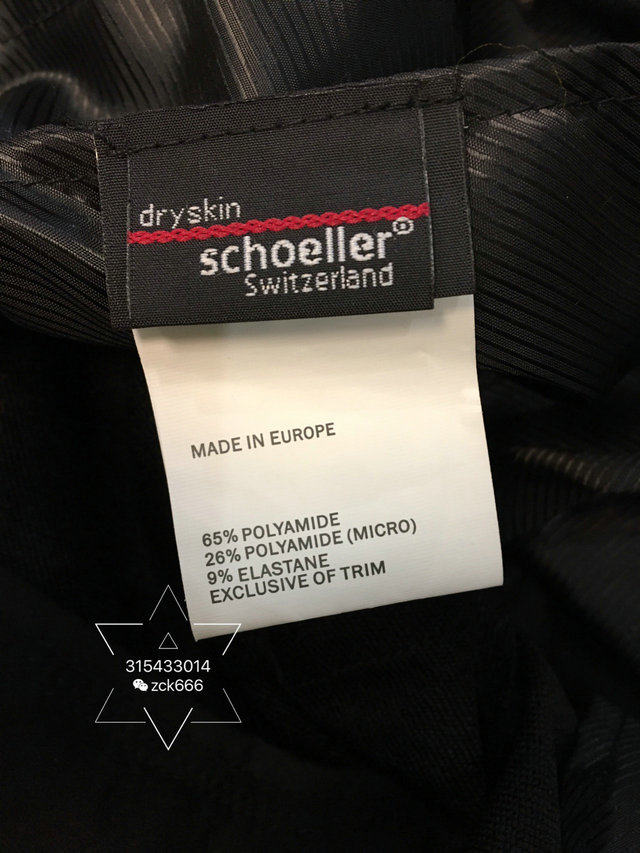 dryskin
schoeller®
Switzerland
MADE IN EUROPE
65% POLYAMIDE
26% POLYAMIDE (MICRO)
9% ELASTANE
EXCLUSIVE OF TRIM
315433014
zck666